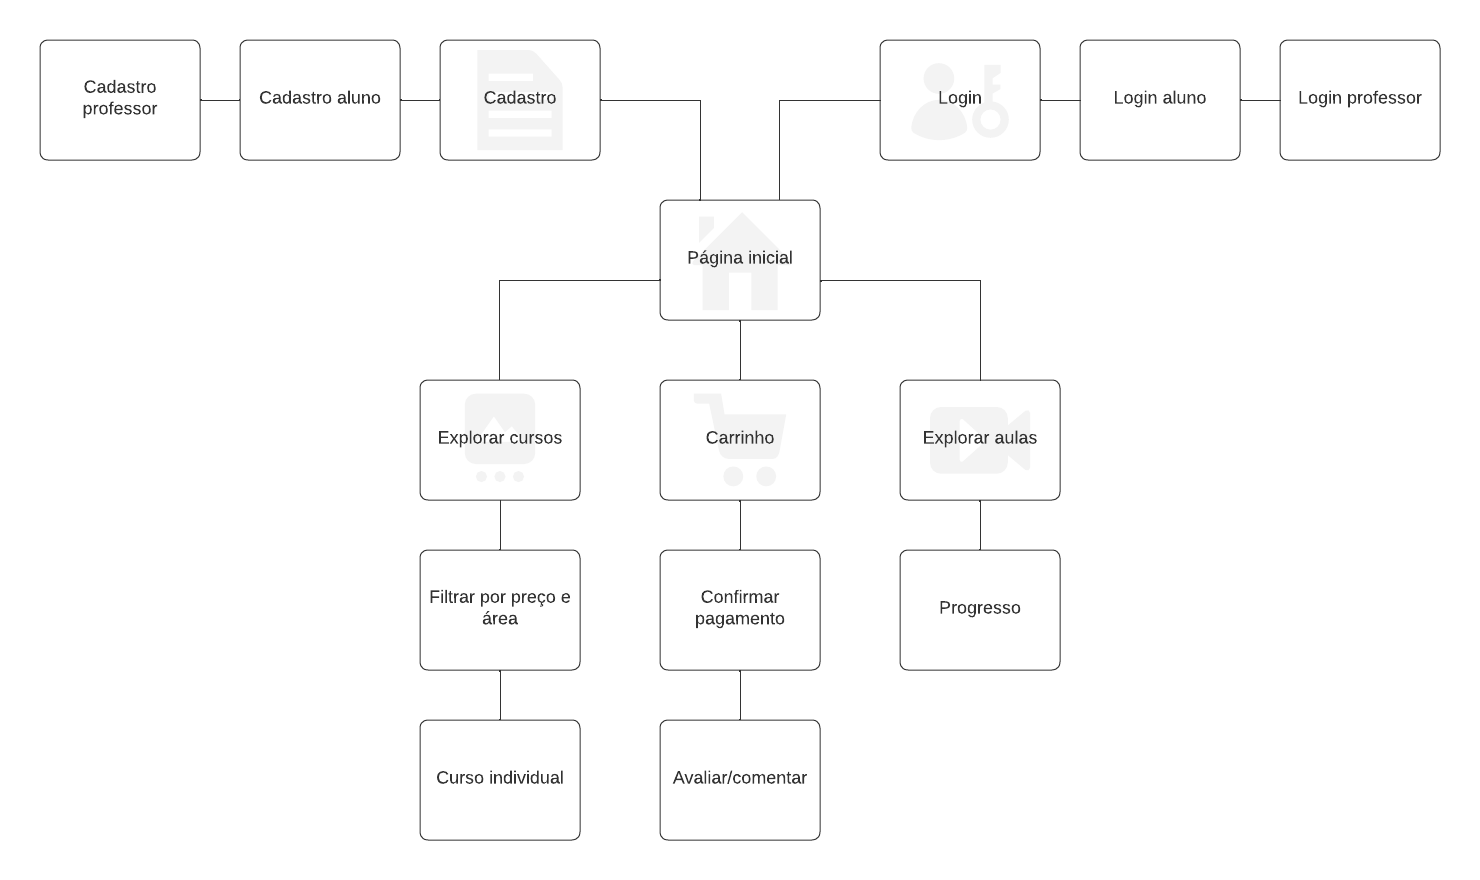 Cadastro
professor
Cadastro aluno
Cadastro
Login
Login aluno
Login professor
Página inicial
Explorar cursos
Carrinho
Explorar aulas
Filtrar por preço e
área
Confirmar
pagamento
Progresso
Curso individual
Avaliar/comentar